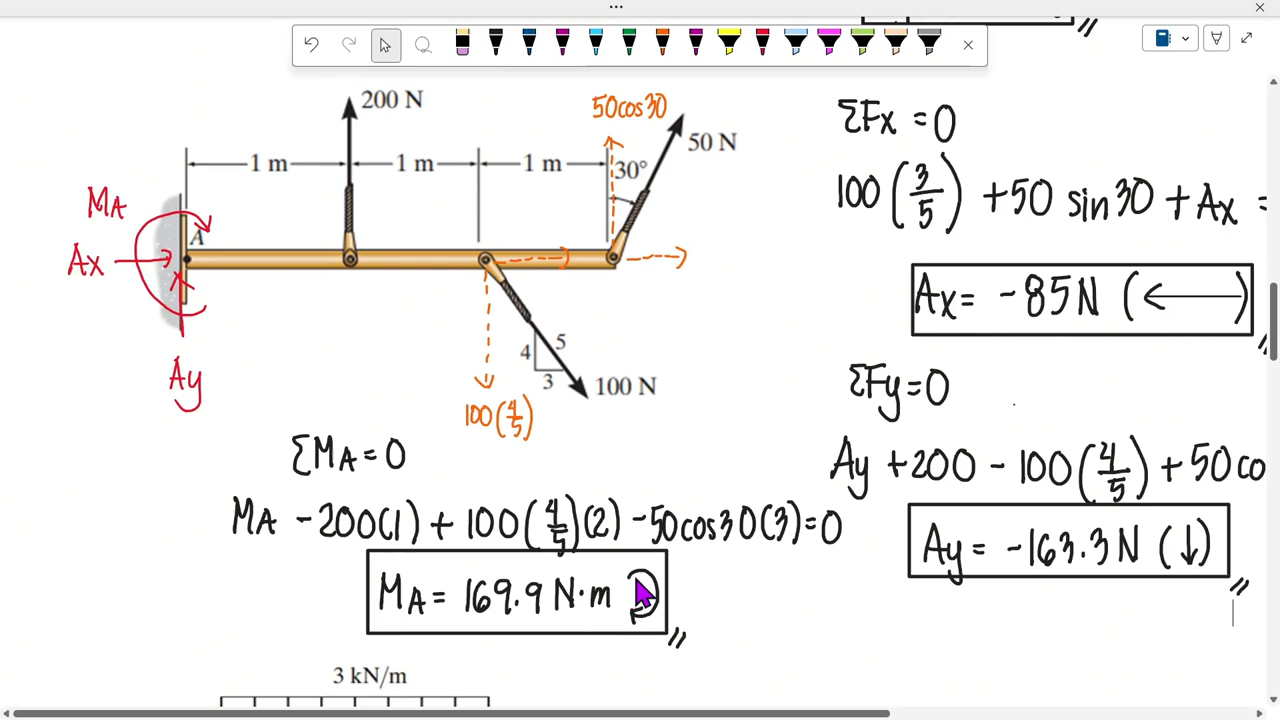 50cos30
200 N
50 N
1 m
1 m
1 m
30°
MA
A
Ax
Ay
4
5
3
100 N
100(4/5)
ΣFx = 0
100(3/5) +50 sin30 + Ax =
Ax = -85N (←)
ΣFy=0
Ay +200 - 100(4/5) + 50co
Ay = -163.3 N (↓)
ΣMA = 0
MA -200(1) + 100(4/5)(2) -50cos30(3)=0
MA = 169.9 N·m
3 kN/m